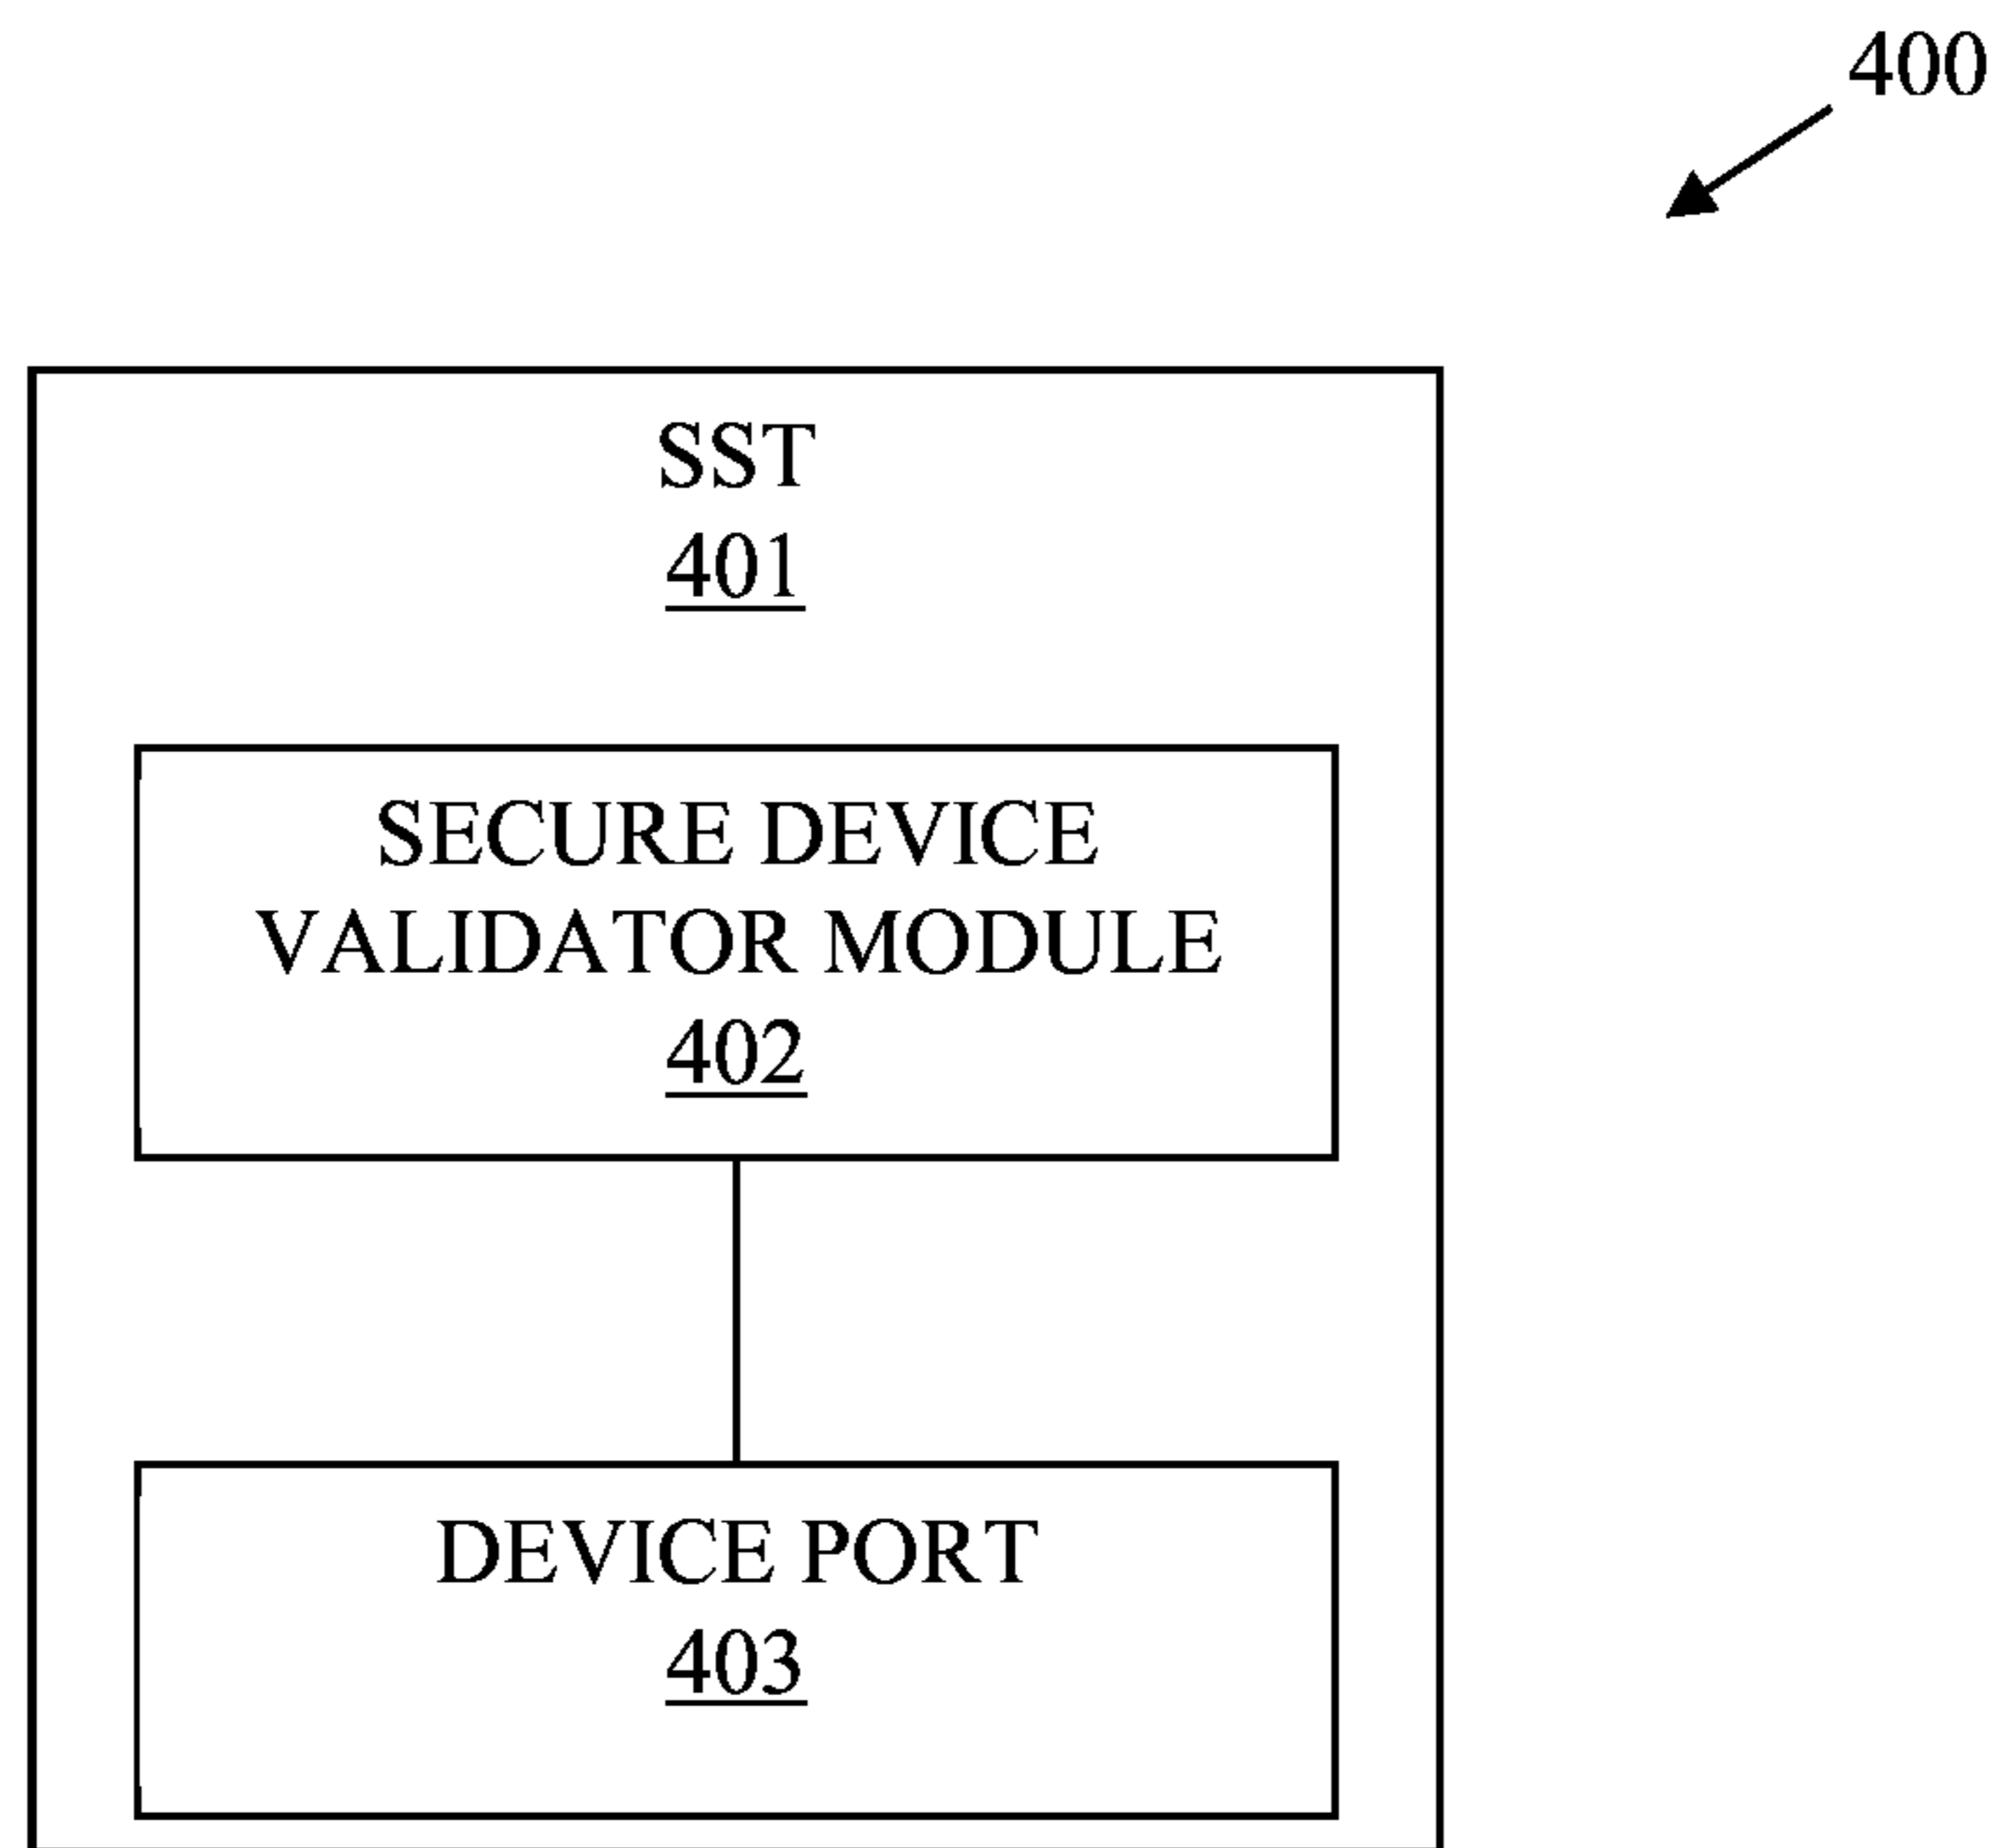 400
SST
401
SECURE DEVICE
VALIDATOR MODULE
402
DEVICE PORT
403